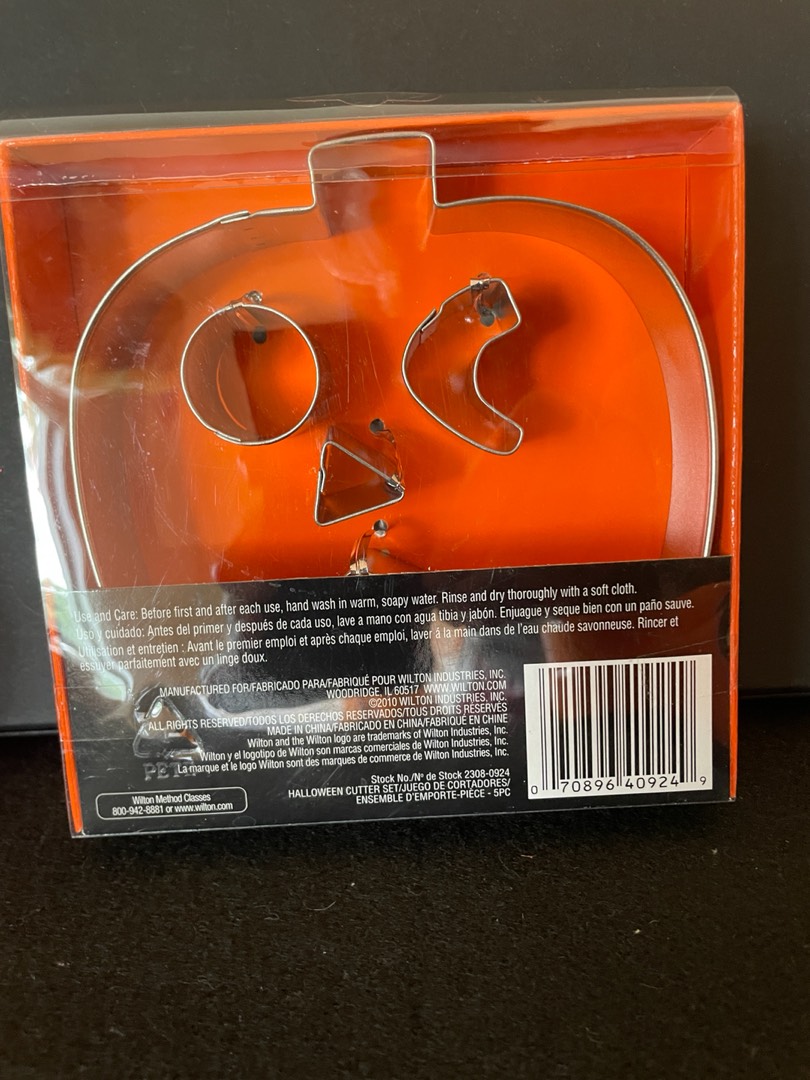 Use and Care: Before first and after each use, hand wash in warm, soapy water. Rinse and dry thoroughly with a soft cloth.
Uso y cuidado: Antes del primer y después de cada uso, lave a mano con agua tibia y jabón. Enjuague y seque bien con un paño suave.
Utilisation et entretien : Avant le premier emploi et après chaque emploi, laver à la main dans de l'eau chaude savonneuse. Rincer et
essuyer parfaitement avec un linge doux.
MANUFACTURED FOR/FABRICADO PARA/FABRIQUÉ POUR WILTON INDUSTRIES, INC.
WOODRIDGE, IL 60517 WWW.WILTON.COM
©2010 WILTON INDUSTRIES, INC.
ALL RIGHTS RESERVED/TODOS LOS DERECHOS RESERVADOS/TOUS DROITS RESERVÉS
MADE IN CHINA/FABRICADO EN CHINA/FABRIQUÉ EN CHINE
Wilton and the Wilton logo are trademarks of Wilton Industries, Inc.
Wilton y el logotipo de Wilton son marcas comerciales de Wilton Industries, Inc.
La marque et le logo Wilton sont des marques de commerce de Wilton Industries, Inc.
PET
Wilton Method Classes
800-942-8881 or www.wilton.com
Stock No./Nº de Stock 2308-0924
HALLOWEEN CUTTER SET/JUEGO DE CORTADORES/
ENSEMBLE D'EMPORTE-PIÈCE - 5PC
0 70896 40924 9